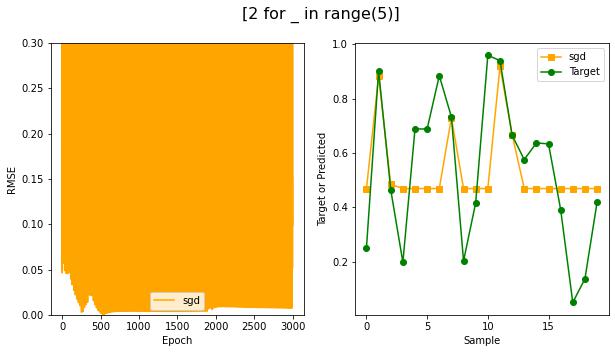 [2 for _ in range(5)]
0.30
0.25
0.20
0.15
0.10
0.05
0.00
RMSE
0 500 1000 1500 2000 2500 3000
Epoch
sgd
1.0
0.8
0.6
0.4
0.2
Target or Predicted
0 5 10 15
Sample
sgd
Target